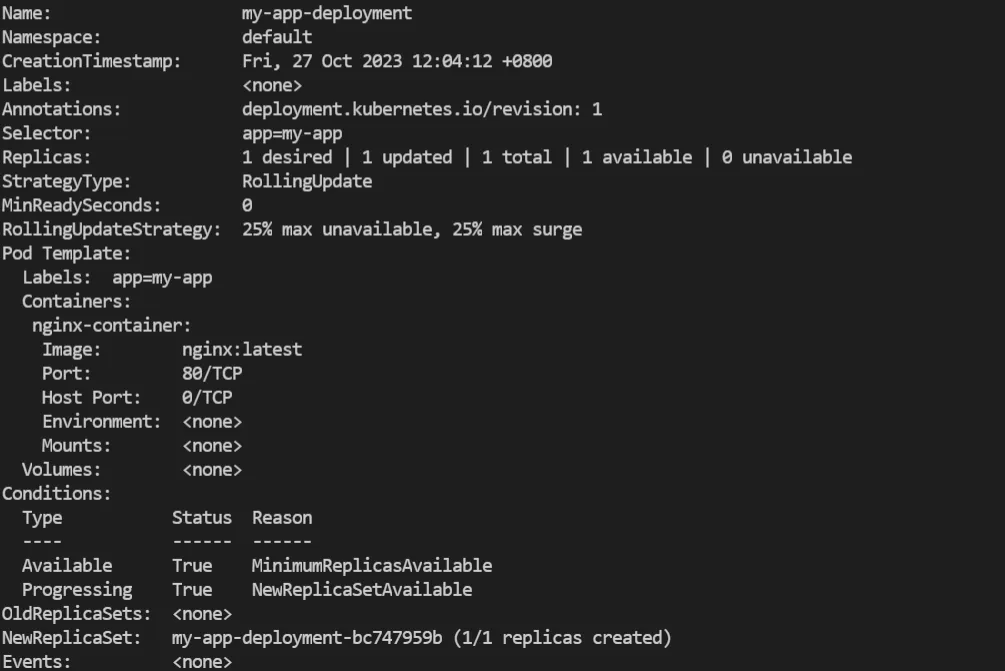 Name:                   my-app-deployment
Namespace:              default
CreationTimestamp:      Fri, 27 Oct 2023 12:04:12 +0800
Labels:                 <none>
Annotations:            deployment.kubernetes.io/revision: 1
Selector:               app=my-app
Replicas:               1 desired | 1 updated | 1 total | 1 available | 0 unavailable
StrategyType:           RollingUpdate
MinReadySeconds:        0
RollingUpdateStrategy:  25% max unavailable, 25% max surge
Pod Template:
  Labels:  app=my-app
  Containers:
   nginx-container:
    Image:        nginx:latest
    Port:         80/TCP
    Host Port:    0/TCP
    Environment:  <none>
    Mounts:       <none>
  Volumes:        <none>
Conditions:
  Type           Status  Reason
  ----           ------  ------
  Available      True    MinimumReplicasAvailable
  Progressing    True    NewReplicaSetAvailable
OldReplicaSets:  <none>
NewReplicaSet:   my-app-deployment-bc747959b (1/1 replicas created)
Events:          <none>